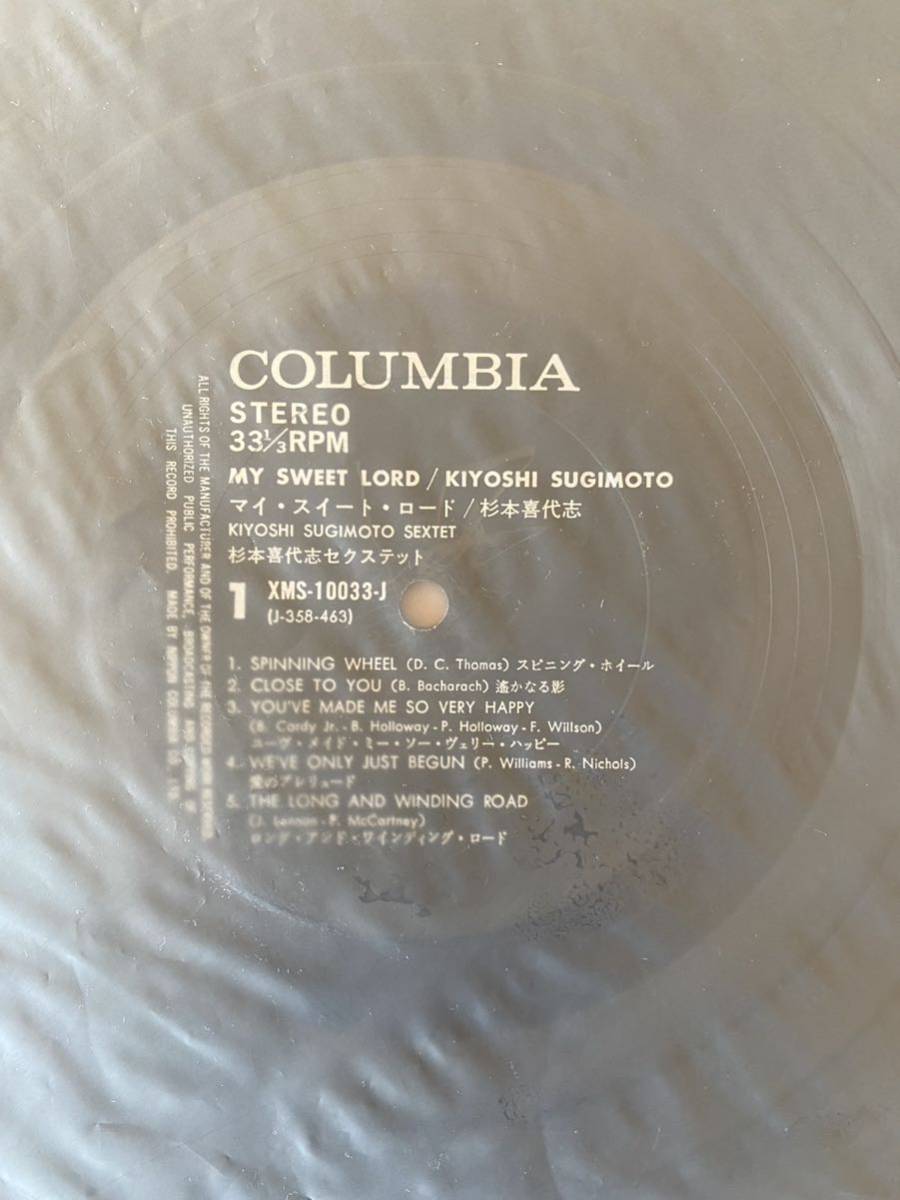 COLUMBIA
STEREO
33⅓RPM
MY SWEET LORD / KIYOSHI SUGIMOTO
マイ・スイート・ロード / 杉本喜代志
KIYOSHI SUGIMOTO SEXTET
杉本喜代志セクステット
1 XMS-10033-J
(J-358-463)
1. SPINNING WHEEL (D. C. Thomas) スピニング・ホイール
2. CLOSE TO YOU (B. Bacharach) 遙かなる影
3. YOU'VE MADE ME SO VERY HAPPY
(B. Cordy Jr. - B. Holloway - P. Holloway - F. Willson)
ユーヴ・メイド・ミー・ソー・ヴェリー・ハッピー
4. WE'VE ONLY JUST BEGUN (P. Williams - R. Nichols)
愛のプレリュード
5. THE LONG AND WINDING ROAD
(J. Lennon - P. McCartney)
ロング・アンド・ワインディング・ロード
ALL RIGHTS OF THE MANUFACTURER AND OF THE OWNER OF THE RECORDED WORK RESERVED
UNAUTHORIZED PUBLIC PERFORMANCE, BROADCASTING AND COPYING OF
THIS RECORD PROHIBITED. MADE BY NIPPON COLUMBIA CO. LTD.